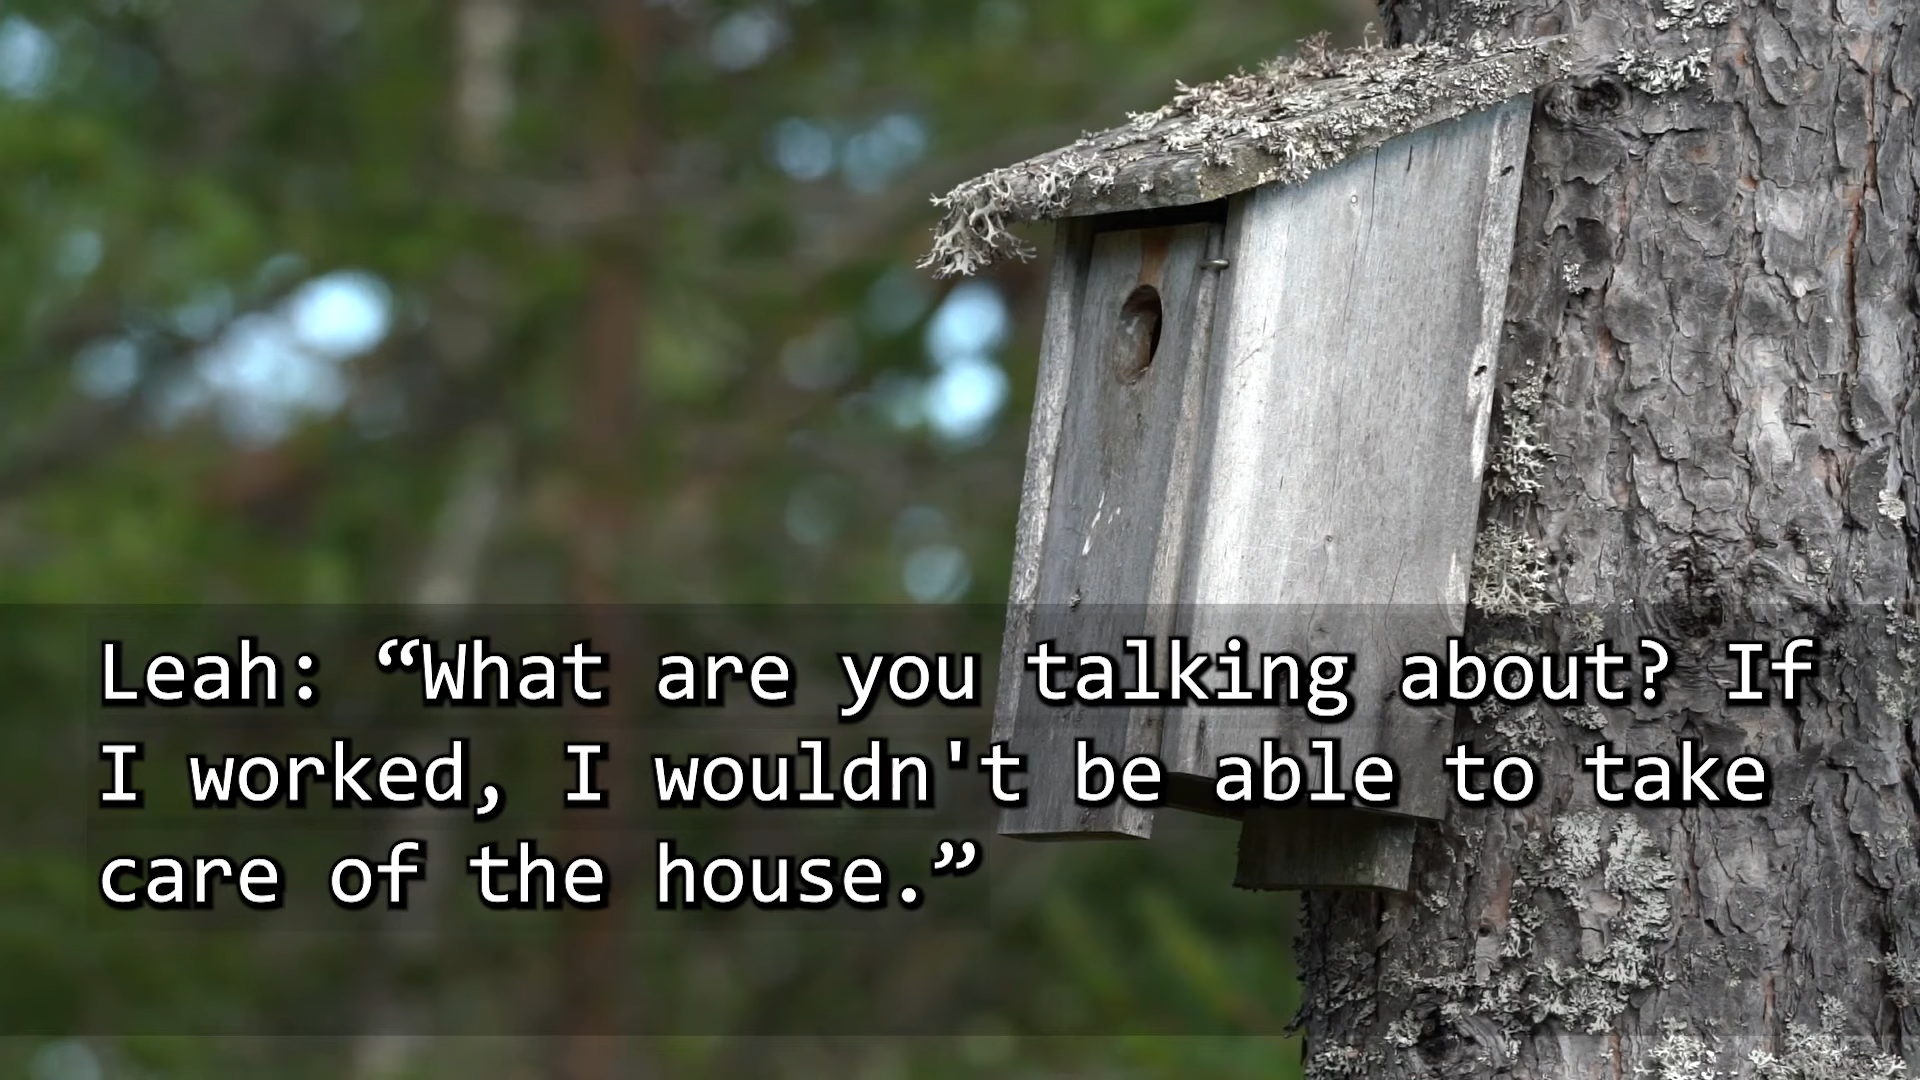 Leah: “What are you talking about? If
I worked, I wouldn't be able to take
care of the house.”